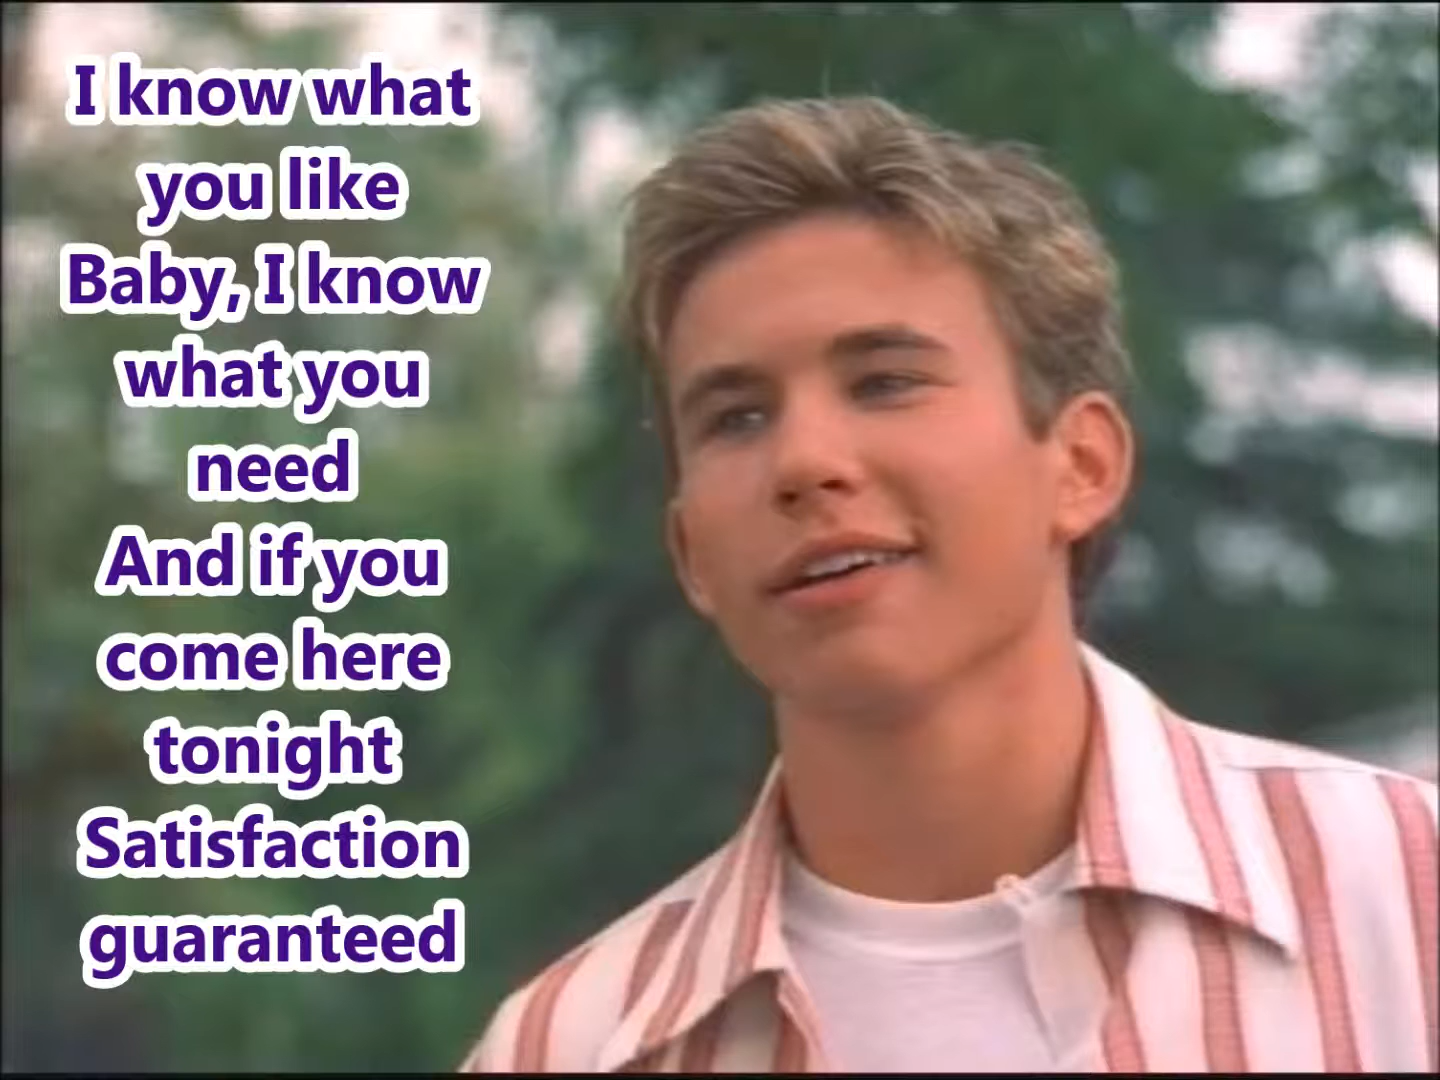 I know what
you like
Baby, I know
what you
need
And if you
come here
tonight
Satisfaction
guaranteed